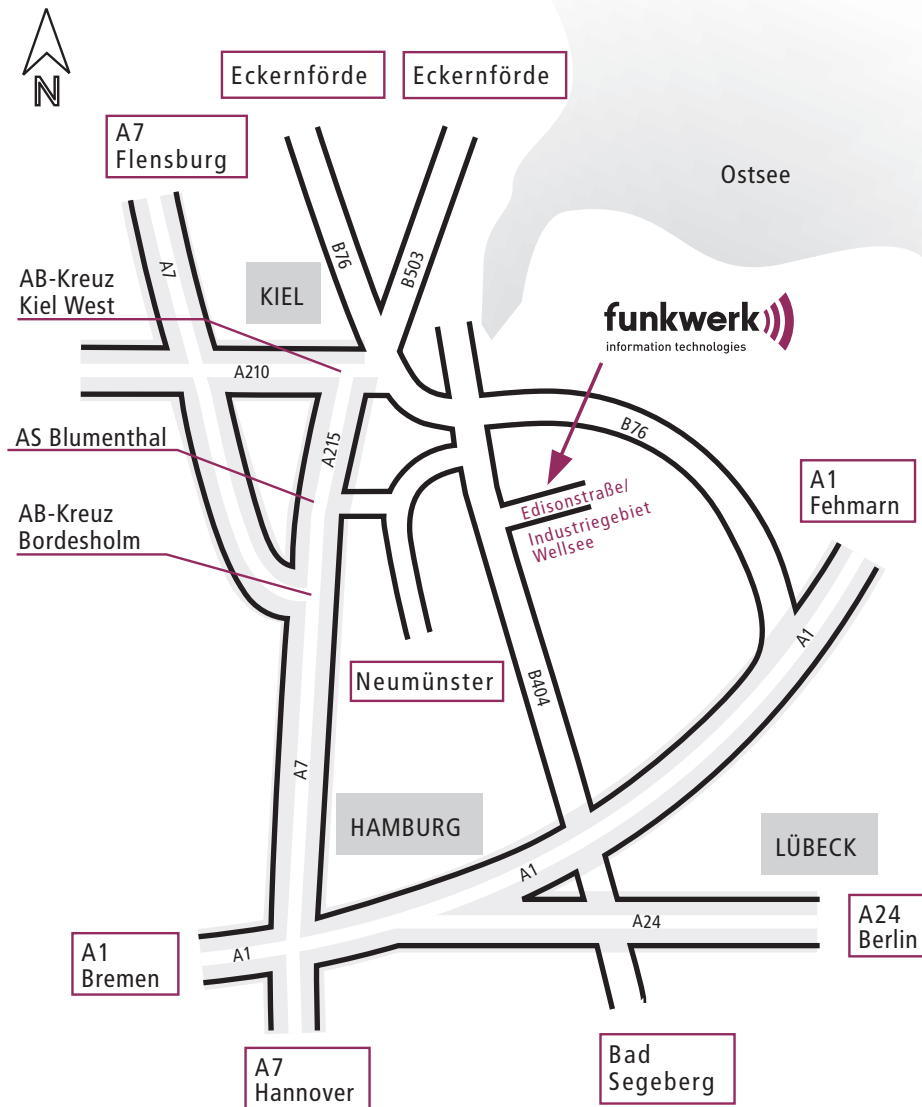 N
Eckernförde
Eckernförde
A7
Flensburg
Ostsee
B76
B503
A7
AB-Kreuz
Kiel West
KIEL
funkwerk
information technologies
A210
B76
AS Blumenthal
A215
A1
Fehmarn
Edisonstraße/
Industriegebiet
Wellsee
AB-Kreuz
Bordesholm
A1
Neumünster
B404
A7
HAMBURG
LÜBECK
A1
A24
A24
Berlin
A1
Bremen
A1
A7
Hannover
Bad
Segeberg